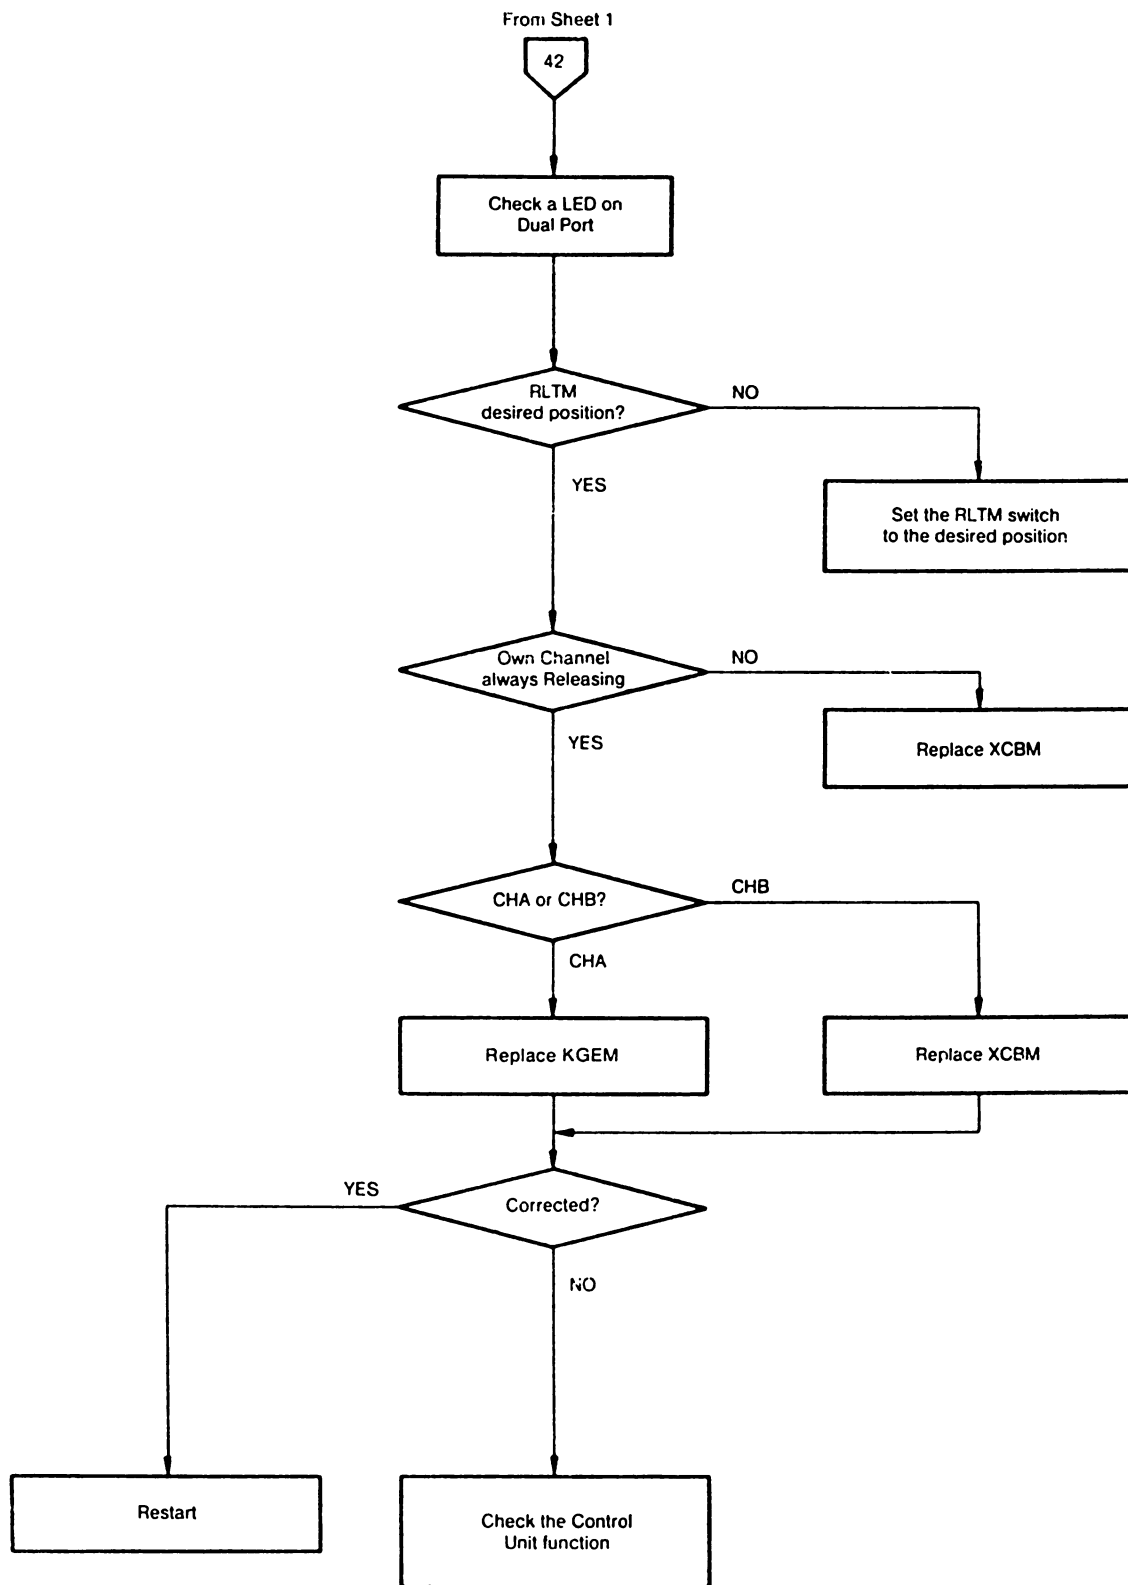 From Sheet 1
42
Check a LED on
Dual Port
RLTM
desired position?
NO
YES
Set the RLTM switch
to the desired position
Own Channel
always Releasing
NO
YES
Replace XCBM
CHA or CHB?
CHB
CHA
Replace KGEM
Replace XCBM
Corrected?
YES
NO
Restart
Check the Control
Unit function